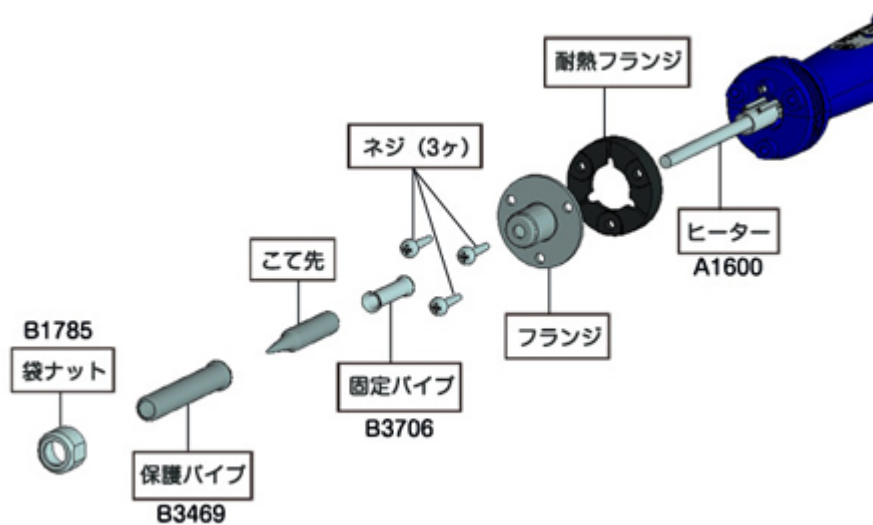 耐熱フランジ
ネジ（3ヶ）
ヒーター
A1600
こて先
フランジ
B1785
袋ナット
固定パイプ
B3706
保護パイプ
B3469